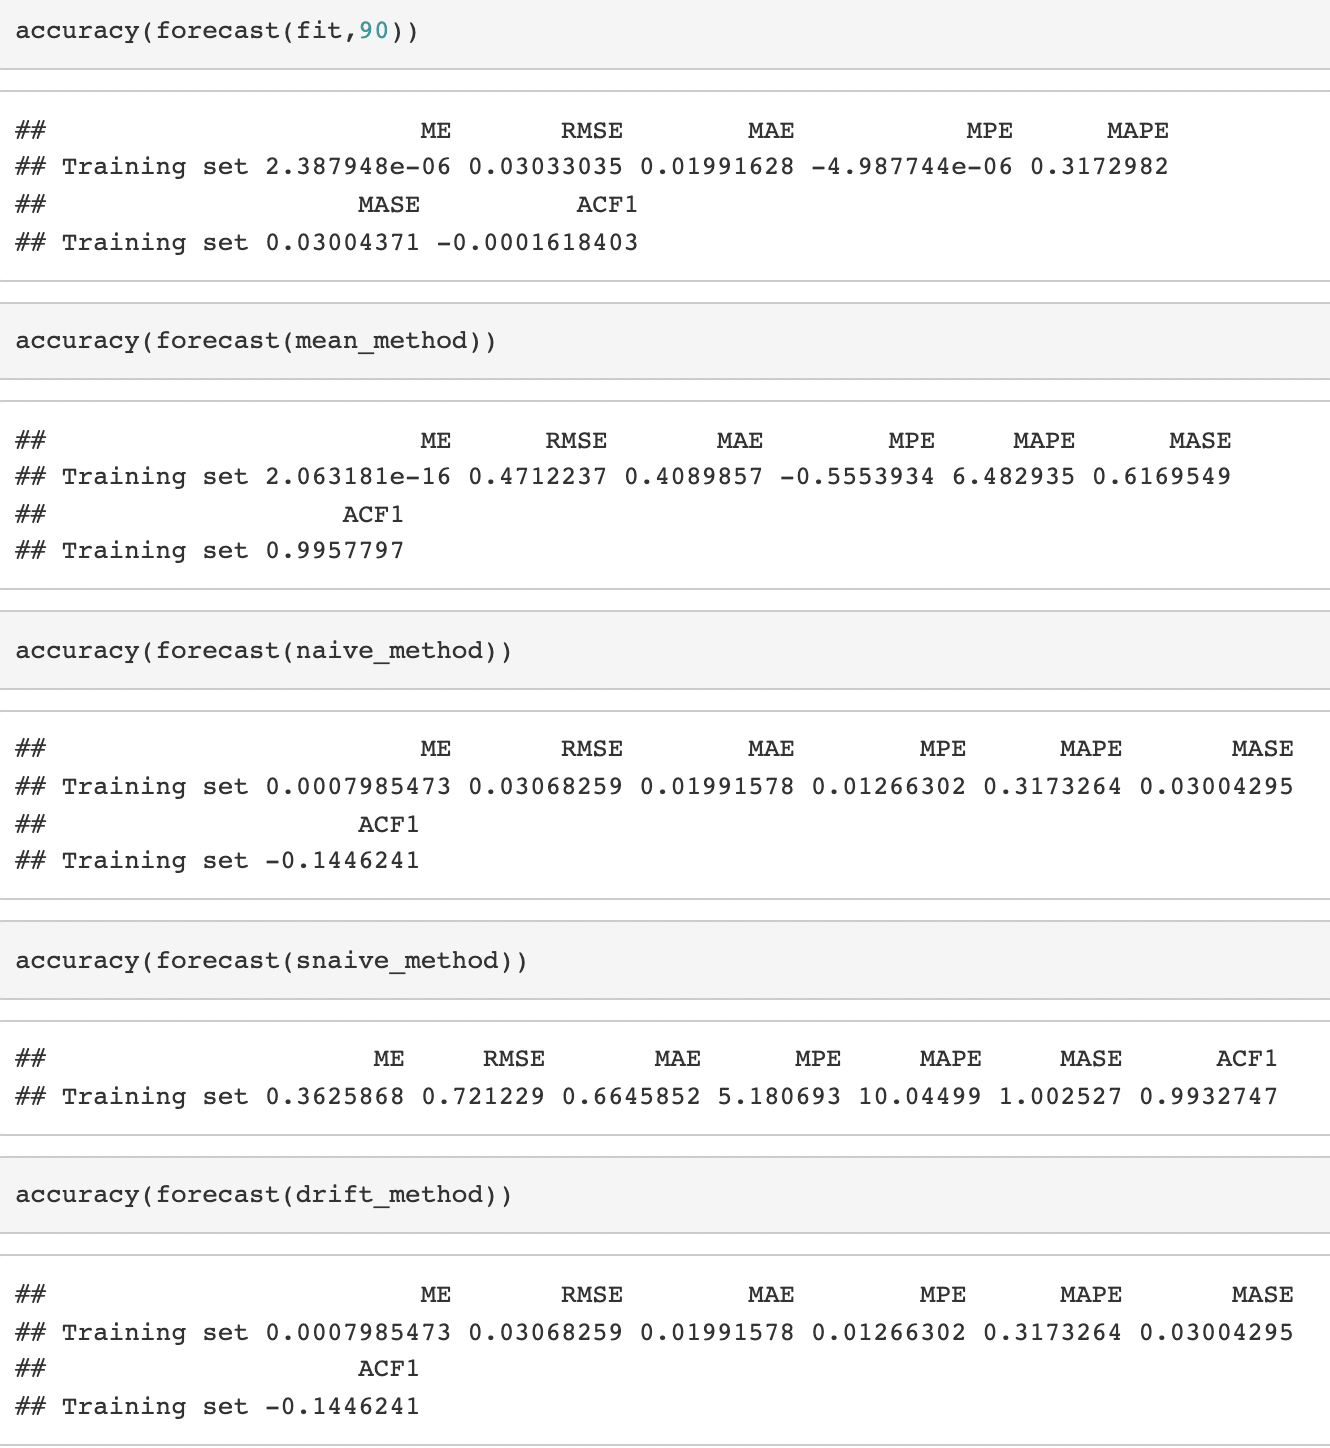 accuracy(forecast(fit,90))
##                        ME       RMSE        MAE           MPE      MAPE
## Training set 2.387948e-06 0.03033035 0.01991628 -4.987744e-06 0.3172982
##                    MASE          ACF1
## Training set 0.03004371 -0.0001618403
accuracy(forecast(mean_method))
##                        ME      RMSE       MAE        MPE     MAPE      MASE
## Training set 2.063181e-16 0.4712237 0.4089857 -0.5553934 6.482935 0.6169549
##                   ACF1
## Training set 0.9957797
accuracy(forecast(naive_method))
##                        ME       RMSE        MAE        MPE      MAPE       MASE
## Training set 0.0007985473 0.03068259 0.01991578 0.01266302 0.3173264 0.03004295
##                    ACF1
## Training set -0.1446241
accuracy(forecast(snaive_method))
##                     ME     RMSE       MAE      MPE     MAPE     MASE      ACF1
## Training set 0.3625868 0.721229 0.6645852 5.180693 10.04499 1.002527 0.9932747
accuracy(forecast(drift_method))
##                        ME       RMSE        MAE        MPE      MAPE       MASE
## Training set 0.0007985473 0.03068259 0.01991578 0.01266302 0.3173264 0.03004295
##                    ACF1
## Training set -0.1446241